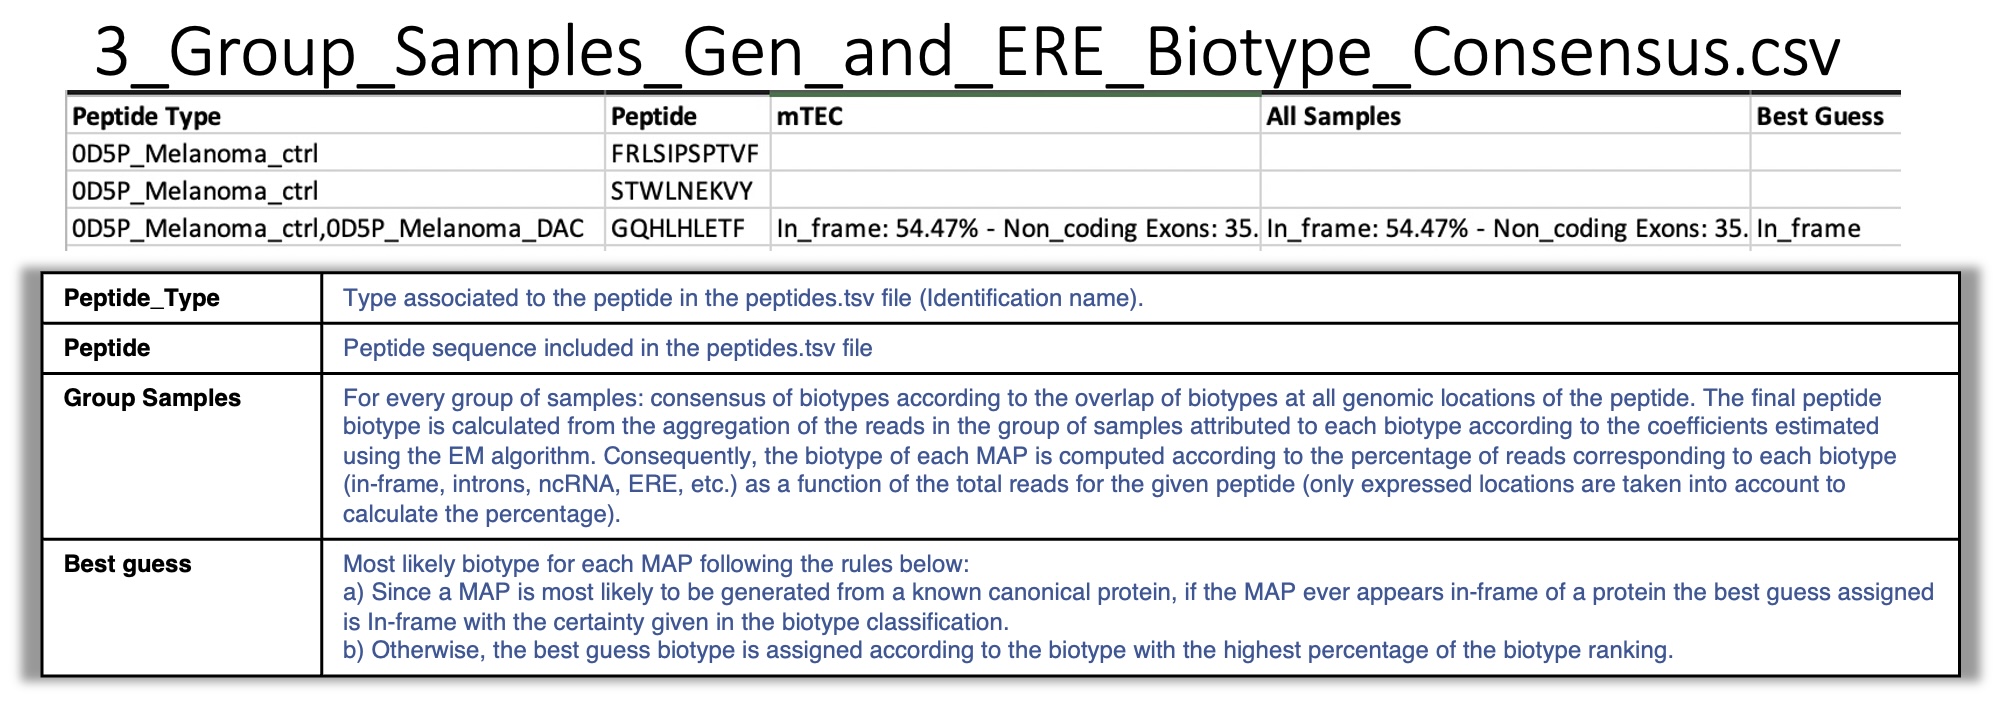 3_Group_Samples_Gen_and_ERE_Biotype_Consensus.csv
Peptide Type Peptide mTEC All Samples Best Guess
0D5P_Melanoma_ctrl FRLSIPSPTVF
0D5P_Melanoma_ctrl STWLNEKVY
0D5P_Melanoma_ctrl,0D5P_Melanoma_DAC GQHLHLETF In_frame: 54.47% - Non_coding Exons: 35. In_frame: 54.47% - Non_coding Exons: 35. In_frame
Peptide_Type Type associated to the peptide in the peptides.tsv file (Identification name).
Peptide Peptide sequence included in the peptides.tsv file
Group Samples For every group of samples: consensus of biotypes according to the overlap of biotypes at all genomic locations of the peptide. The final peptide
biotype is calculated from the aggregation of the reads in the group of samples attributed to each biotype according to the coefficients estimated
using the EM algorithm. Consequently, the biotype of each MAP is computed according to the percentage of reads corresponding to each biotype
(in-frame, introns, ncRNA, ERE, etc.) as a function of the total reads for the given peptide (only expressed locations are taken into account to
calculate the percentage).
Best guess Most likely biotype for each MAP following the rules below:
a) Since a MAP is most likely to be generated from a known canonical protein, if the MAP ever appears in-frame of a protein the best guess assigned
is In-frame with the certainty given in the biotype classification.
b) Otherwise, the best guess biotype is assigned according to the biotype with the highest percentage of the biotype ranking.